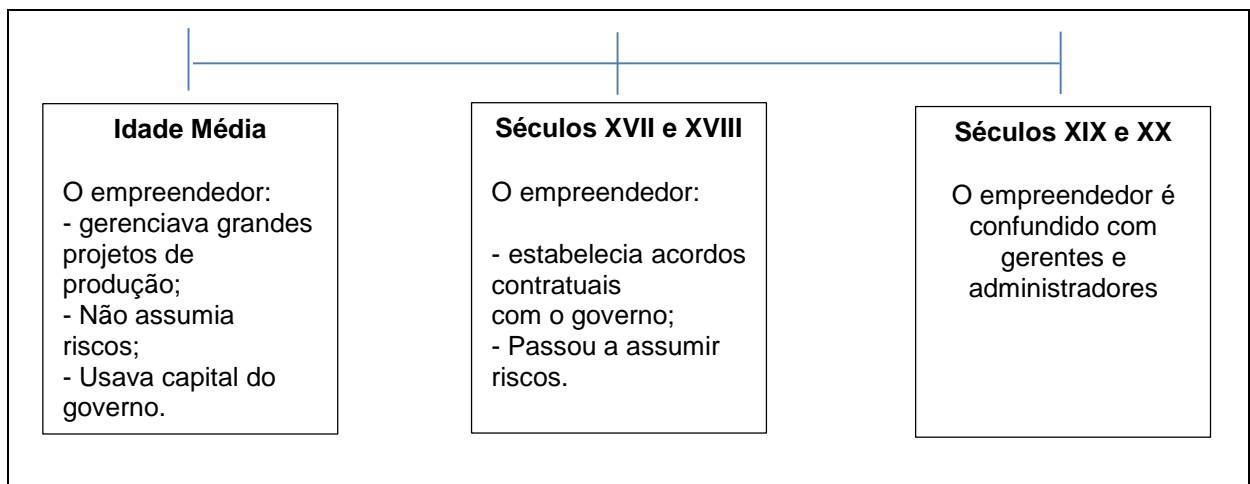 Idade Média
O empreendedor:
- gerenciava grandes
projetos de
produção;
- Não assumia
riscos;
- Usava capital do
governo.
Séculos XVII e XVIII
O empreendedor:
- estabelecia acordos
contratuais
com o governo;
- Passou a assumir
riscos.
Séculos XIX e XX
O empreendedor é
confundido com
gerentes e
administradores